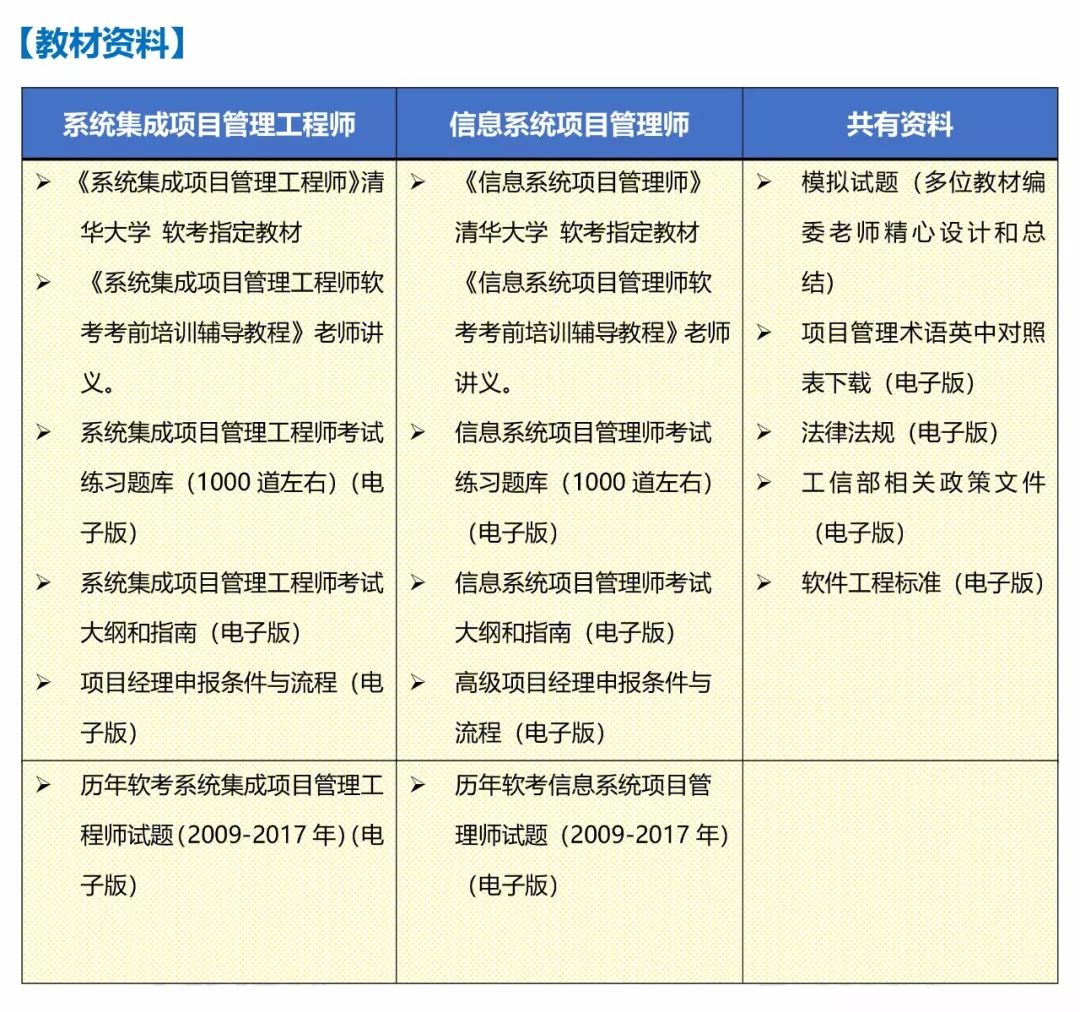 【教材资料】
系统集成项目管理工程师
信息系统项目管理师
共有资料
➢ 《系统集成项目管理工程师》清
华大学 软考指定教材
➢ 《系统集成项目管理工程师软
考考前培训辅导教程》老师讲
义。
➢ 系统集成项目管理工程师考试
练习题库（1000 道左右）（电
子版）
➢ 系统集成项目管理工程师考试
大纲和指南（电子版）
➢ 项目经理申报条件与流程（电
子版）
➢ 《信息系统项目管理师》
清华大学 软考指定教材
《信息系统项目管理师软
考考前培训辅导教程》老师
讲义。
➢ 信息系统项目管理师考试
练习题库（1000 道左右）
（电子版）
➢ 信息系统项目管理师考试
大纲和指南（电子版）
➢ 高级项目经理申报条件与
流程（电子版）
➢ 模拟试题（多位教材编
委老师精心设计和总
结）
➢ 项目管理术语英中对照
表下载（电子版）
➢ 法律法规（电子版）
➢ 工信部相关政策文件
（电子版）
➢ 软件工程标准（电子版）
➢ 历年软考系统集成项目管理工
程师试题（2009-2017 年）（电
子版）
➢ 历年软考信息系统项目管
理师试题（2009-2017 年）
（电子版）